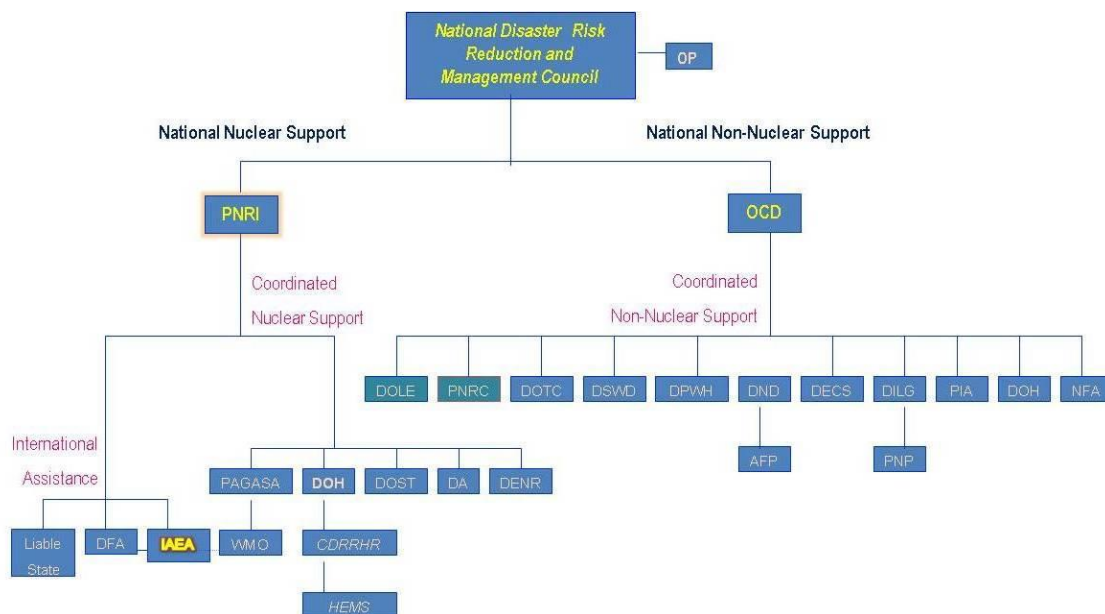 National Disaster Risk
Reduction and
Management Council
OP
National Nuclear Support
National Non-Nuclear Support
PNRI
OCD
Coordinated
Nuclear Support
Coordinated
Non-Nuclear Support
DOLE
PNRC
DOTC
DSWD
DPWH
DND
DECS
DILG
PIA
DOH
NFA
AFP
PNP
International
Assistance
PAGASA
DOH
DOST
DA
DENR
Liable
State
DFA
IAEA
WMO
CDRRHR
HEMS